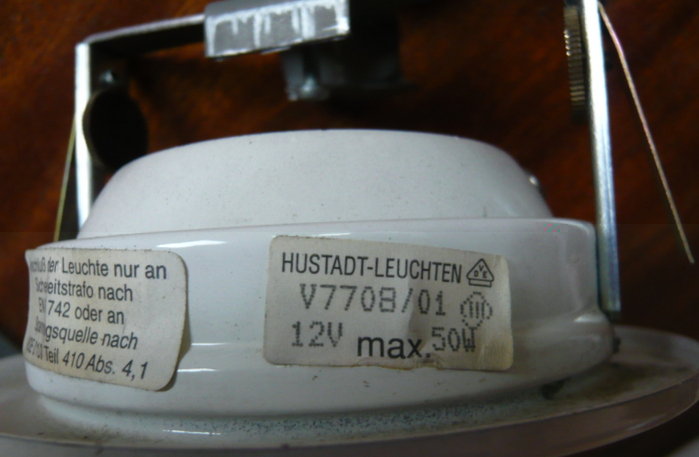 der Leuchte nur an
nach
EN 742 oder an
nach
Teil 410 Abs. 4,1
HUSTADT-LEUCHTEN
V7708/01
12V max. 50W